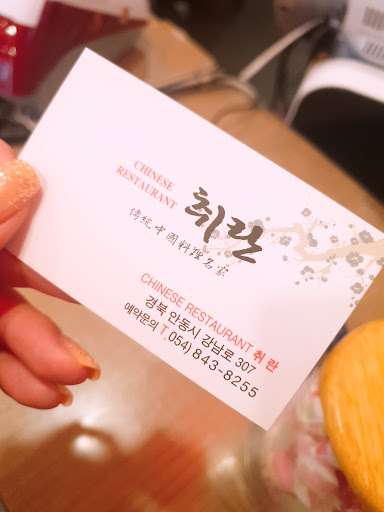 CHINESE
RESTAURANT
취란
傳統中國料理名家
CHINESE RESTAURANT 취란
경북 안동시 강남로 307
예약문의 T.054) 843-8255